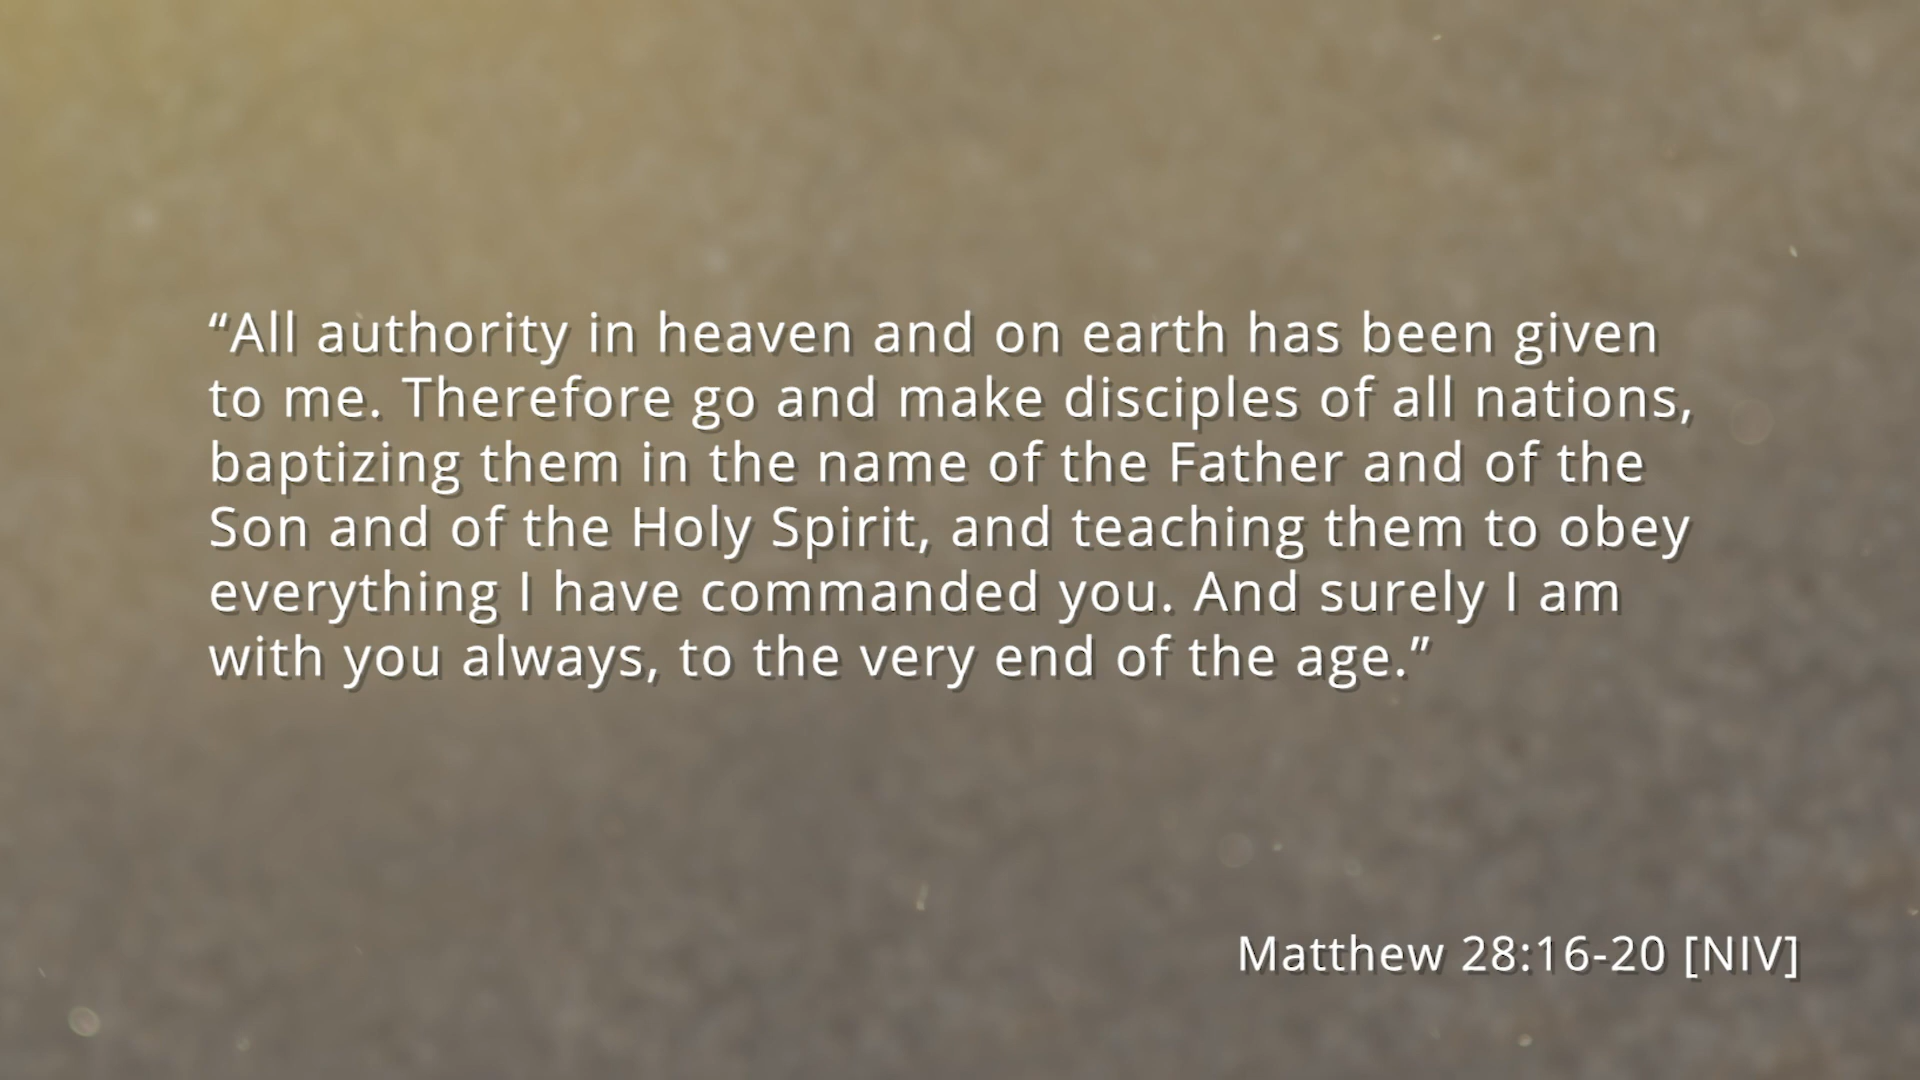 “All authority in heaven and on earth has been given
to me. Therefore go and make disciples of all nations,
baptizing them in the name of the Father and of the
Son and of the Holy Spirit, and teaching them to obey
everything I have commanded you. And surely I am
with you always, to the very end of the age.”
Matthew 28:16-20 [NIV]